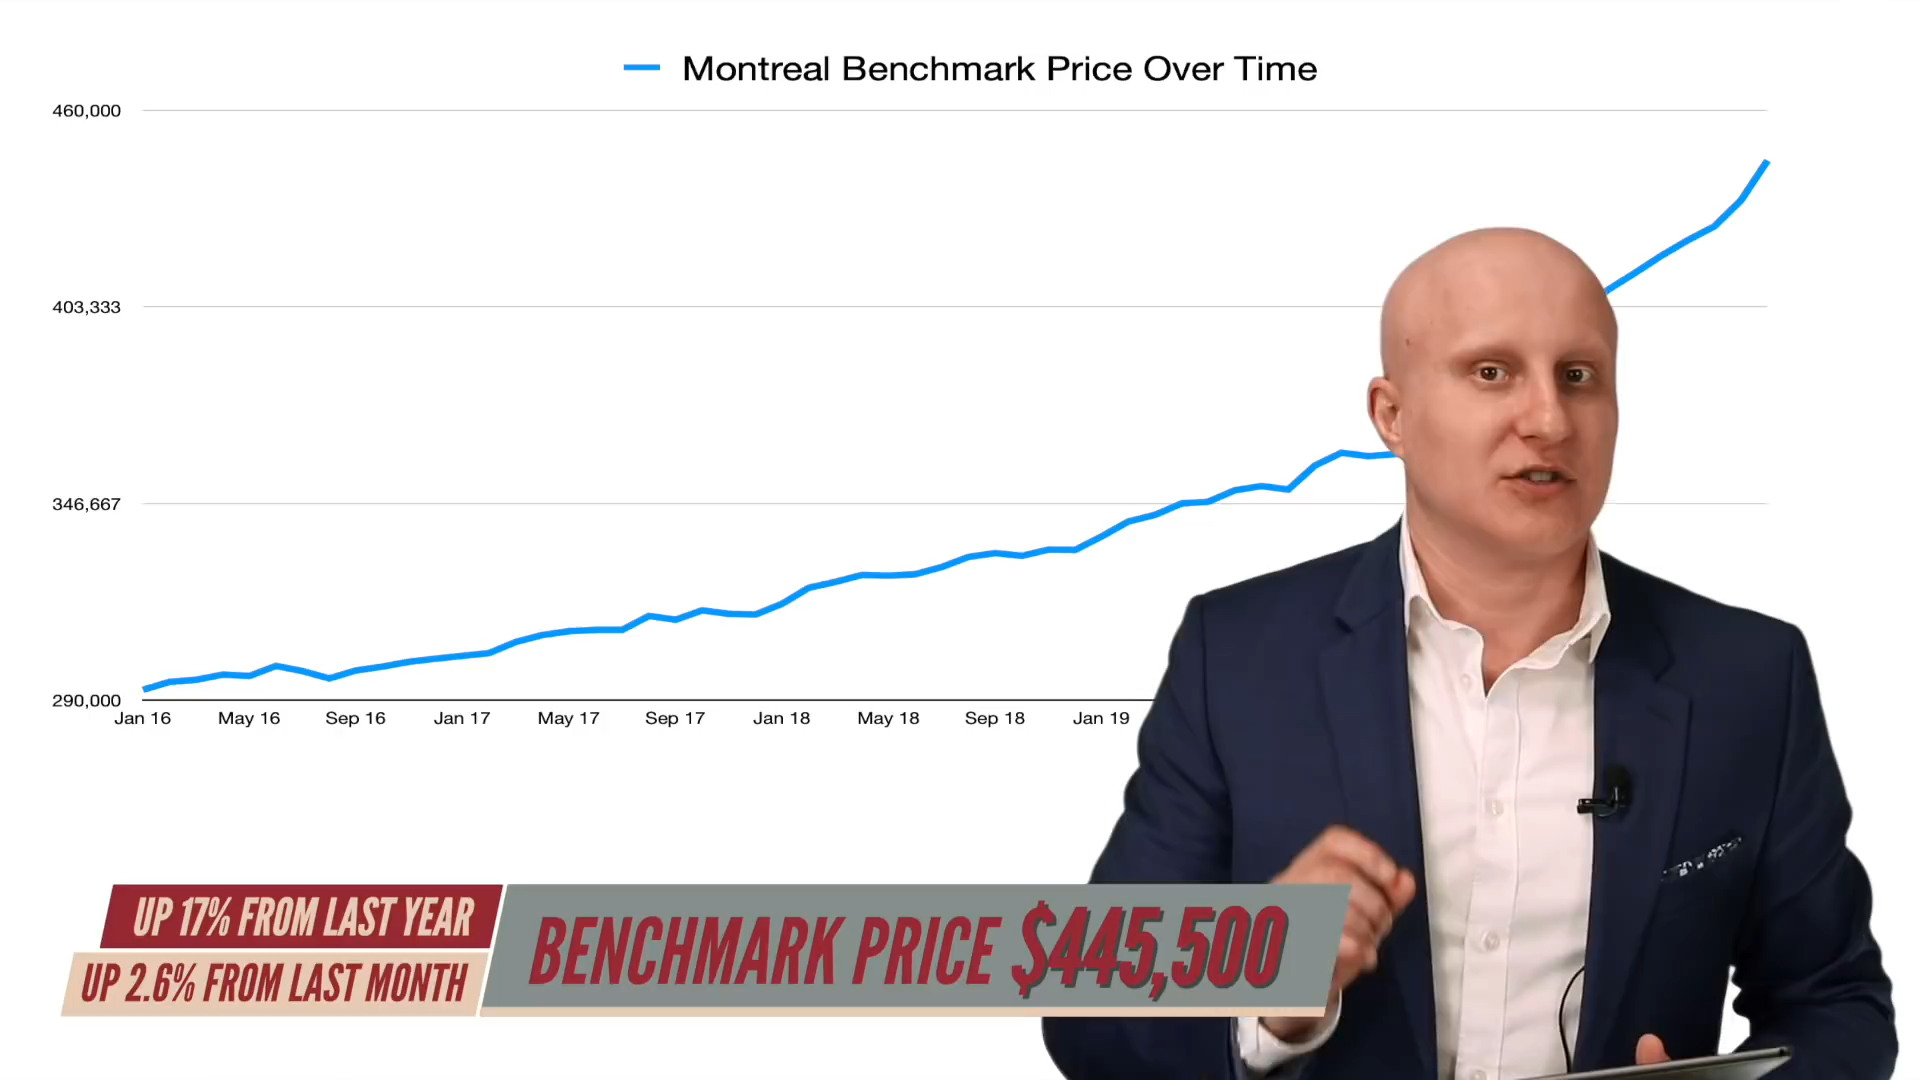 Montreal Benchmark Price Over Time
460,000
403,333
346,667
290,000
Jan 16 May 16 Sep 16 Jan 17 May 17 Sep 17 Jan 18 May 18 Sep 18 Jan 19
UP 17% FROM LAST YEAR
UP 2.6% FROM LAST MONTH
BENCHMARK PRICE $445,500